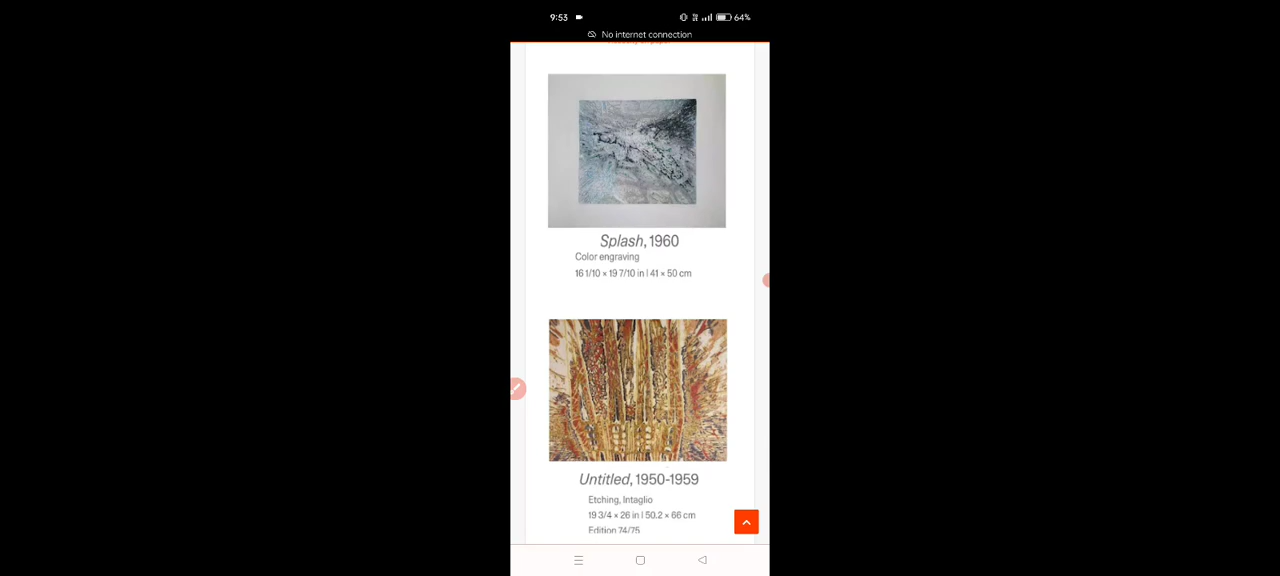 9:53
64%
No internet connection
Splash, 1960
Color engraving
16 1/10 × 19 7/10 in | 41 × 50 cm
Untitled, 1950-1959
Etching, Intaglio
19 3/4 × 26 in | 50.2 × 66 cm
Edition 74/75